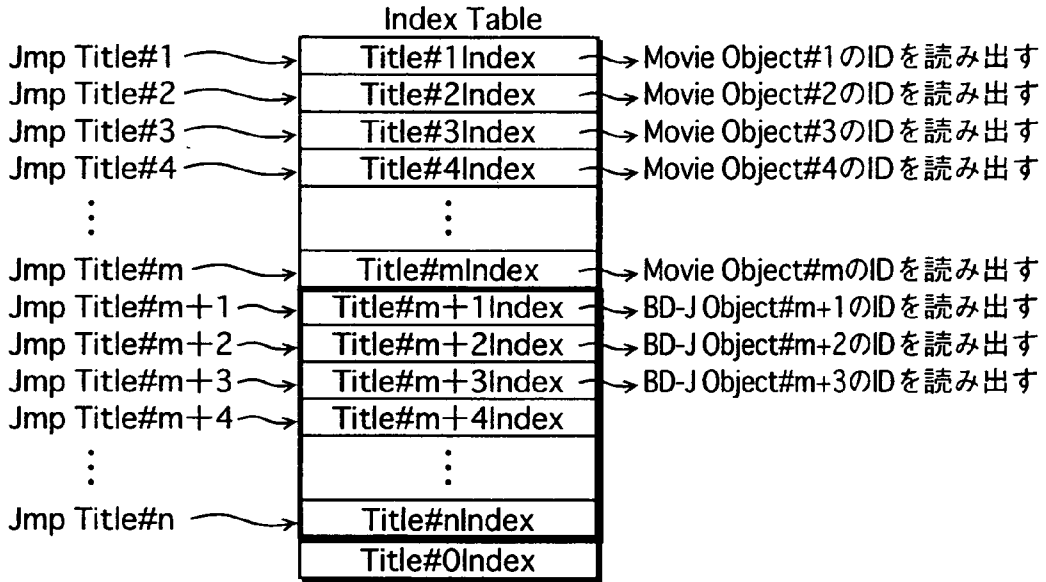 Index Table
Jmp Title#1 Title#1Index Movie Object#1のIDを読み出す
Jmp Title#2 Title#2Index Movie Object#2のIDを読み出す
Jmp Title#3 Title#3Index Movie Object#3のIDを読み出す
Jmp Title#4 Title#4Index Movie Object#4のIDを読み出す
⋮ ⋮
Jmp Title#m Title#mIndex Movie Object#mのIDを読み出す
Jmp Title#m+1 Title#m+1Index BD-J Object#m+1のIDを読み出す
Jmp Title#m+2 Title#m+2Index BD-J Object#m+2のIDを読み出す
Jmp Title#m+3 Title#m+3Index BD-J Object#m+3のIDを読み出す
Jmp Title#m+4 Title#m+4Index
⋮ ⋮
Jmp Title#n Title#nIndex
Title#0Index